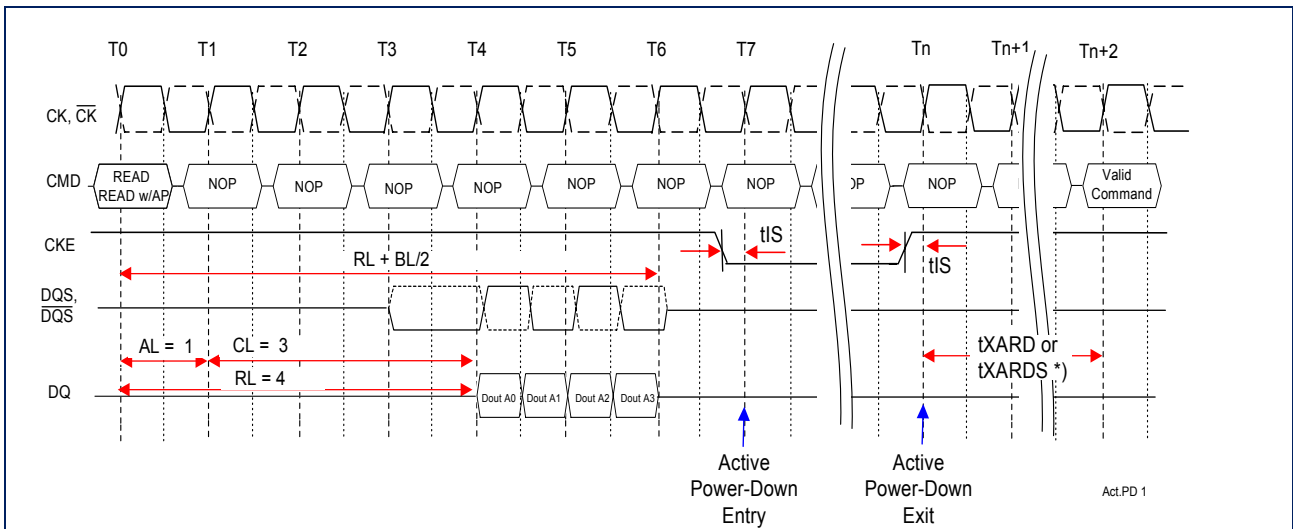 T0 T1 T2 T3 T4 T5 T6 T7 Tn Tn+1 Tn+2
CK, CK
CMD
READ
READ w/AP
NOP NOP NOP NOP NOP NOP NOP OP NOP
Valid
Command
CKE
tIS
tIS
RL + BL/2
DQS,
DQS
AL = 1
CL = 3
tXARD or
tXARDS *)
RL = 4
DQ
Dout A0 Dout A1 Dout A2 Dout A3
Active
Power-Down
Entry
Active
Power-Down
Exit
Act.PD 1